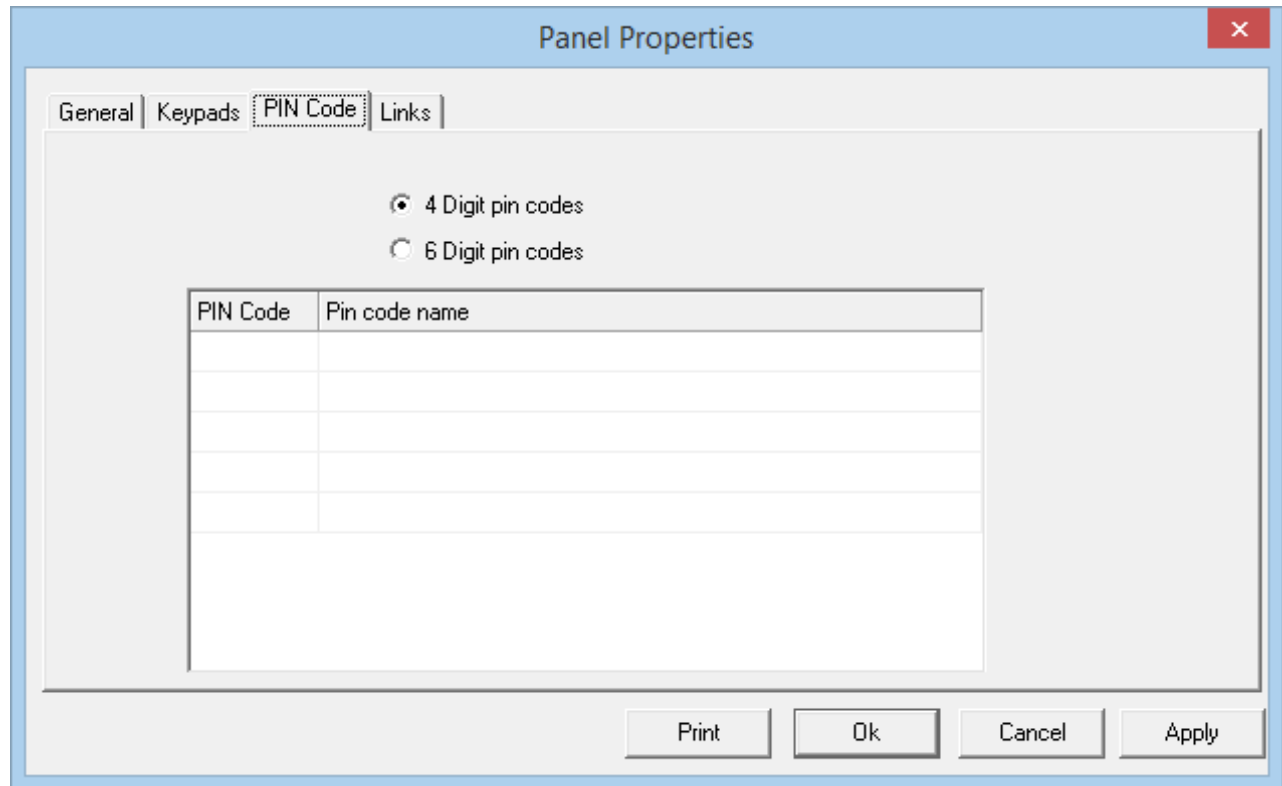 Panel Properties
General Keypads PIN Code Links
4 Digit pin codes
6 Digit pin codes
PIN Code Pin code name
Print Ok Cancel Apply